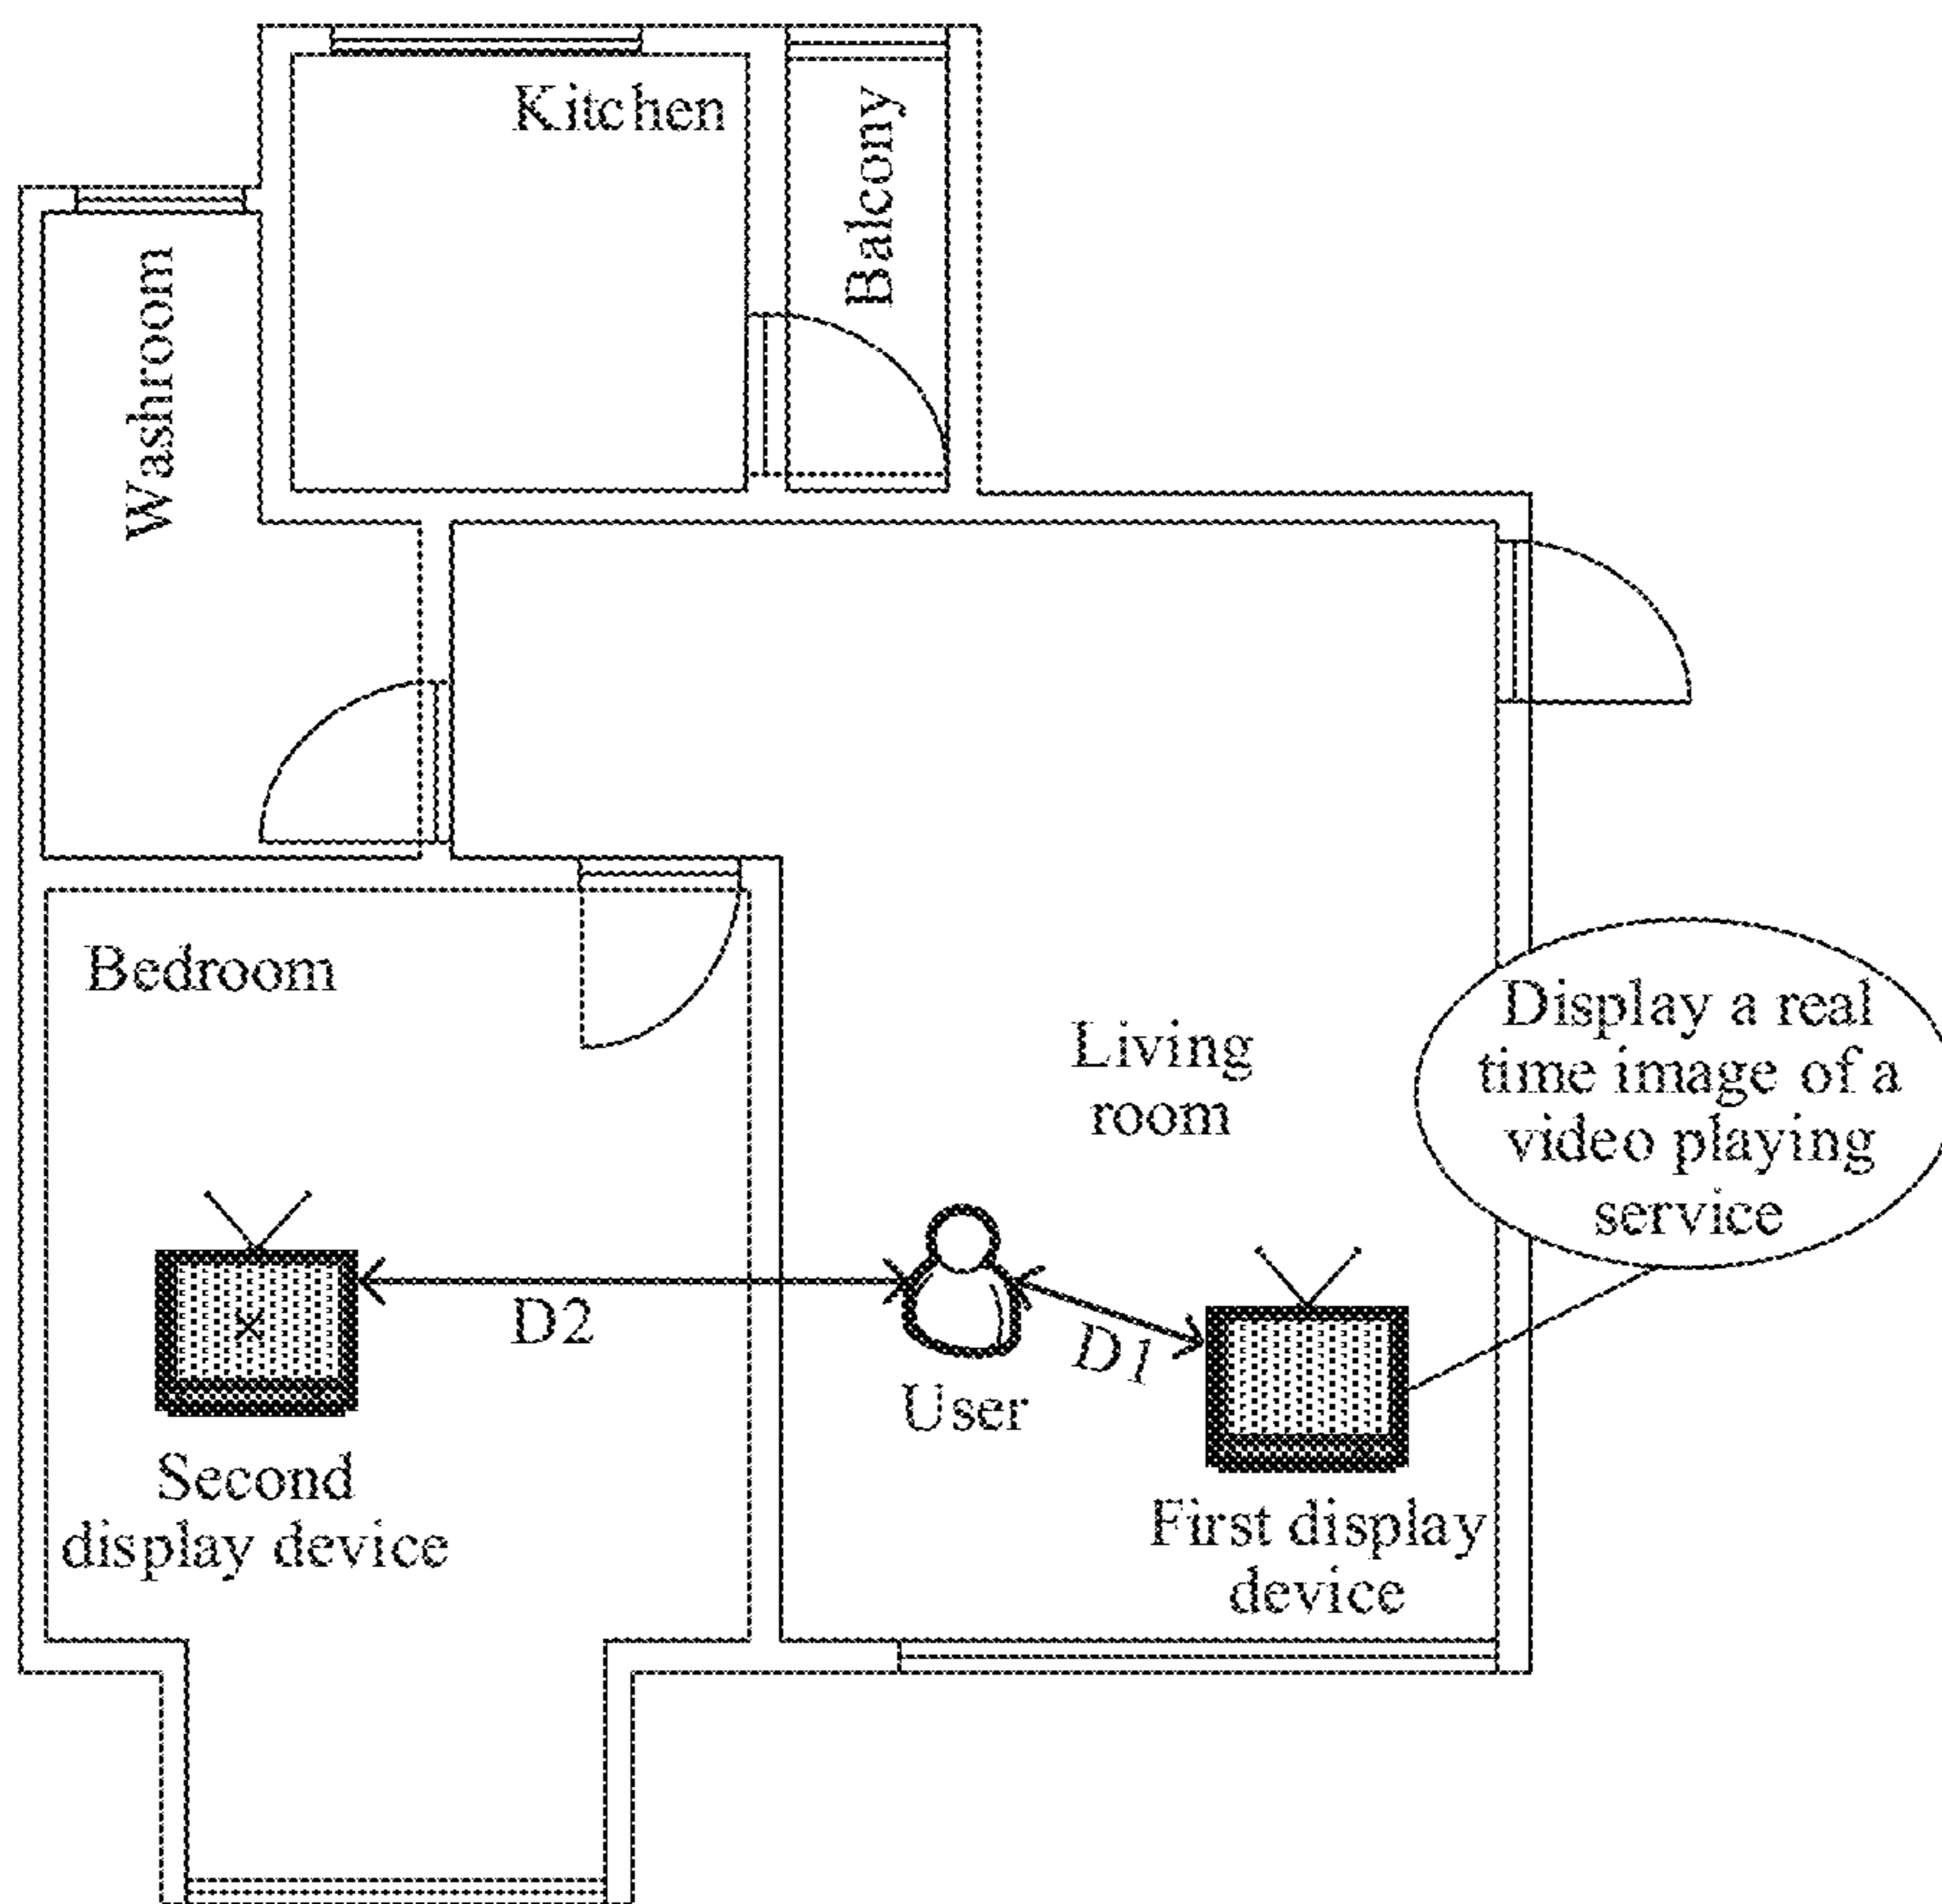 Kitchen
Balcony
Washroom
Bedroom
Living
room
Display a real
time image of a
video playing
service
D2
D1
User
Second
display device
First display
device